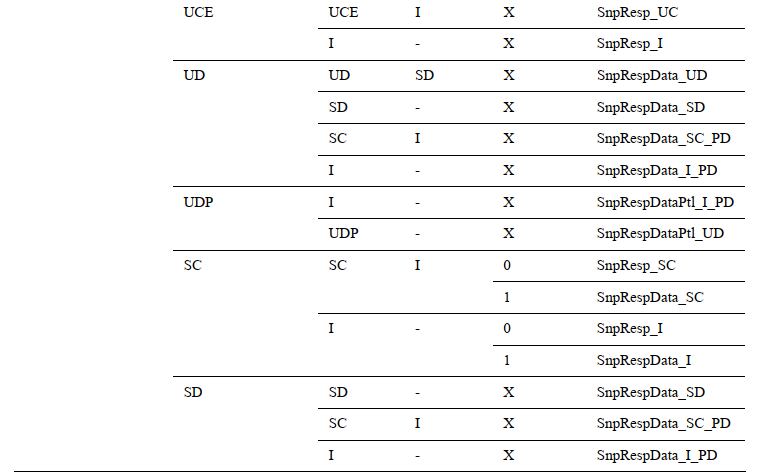 UCE UCE I X SnpResp_UC
I - X SnpResp_I
UD UD SD X SnpRespData_UD
SD - X SnpRespData_SD
SC I X SnpRespData_SC_PD
I - X SnpRespData_I_PD
UDP I - X SnpRespDataPtl_I_PD
UDP - X SnpRespDataPtl_UD
SC SC I 0 SnpResp_SC
1 SnpRespData_SC
I - 0 SnpResp_I
1 SnpRespData_I
SD SD - X SnpRespData_SD
SC I X SnpRespData_SC_PD
I - X SnpRespData_I_PD